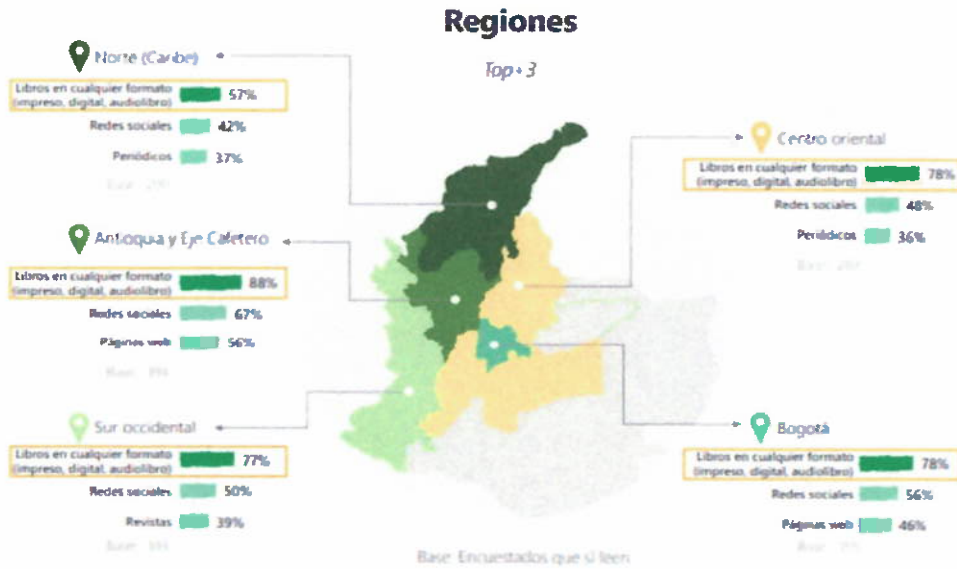 Regiones
Top+3
Norte (Caribe)
Libros en cualquier formato
(impreso, digital, audiolibro) 57%
Redes sociales 42%
Periódicos 37%
Antioquia y Eje Cafetero
Libros en cualquier formato
(impreso, digital, audiolibro) 88%
Redes sociales 67%
Páginas web 56%
Sur occidental
Libros en cualquier formato
(impreso, digital, audiolibro) 77%
Redes sociales 50%
Revistas 39%
Centro oriental
Libros en cualquier formato
(impreso, digital, audiolibro) 78%
Redes sociales 48%
Periódicos 36%
Bogotá
Libros en cualquier formato
(impreso, digital, audiolibro) 78%
Redes sociales 56%
Páginas web 46%
Base: Encuestados que sí leen